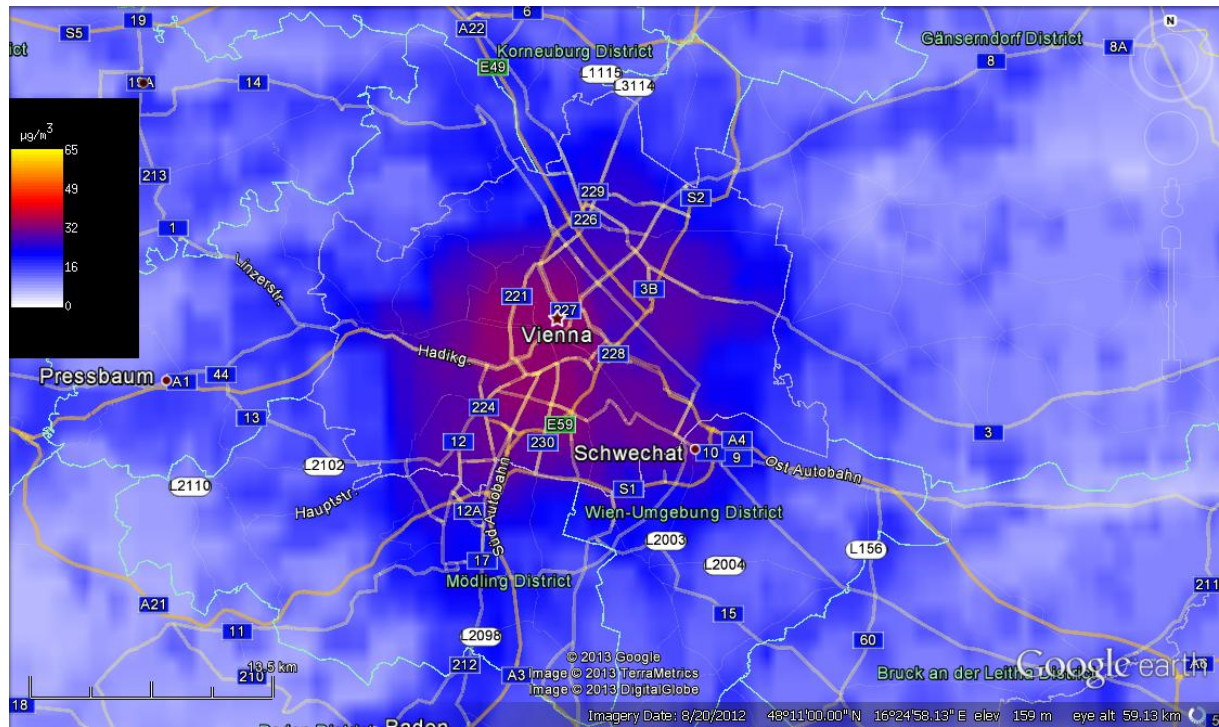 S5
19
A22
6
Korneuburg District
Gänserndorf District
8A
N
8
E49
L1115
L3114
14
µg/m³
65
49
32
16
0
213
1
229
S2
226
Linzerstr.
221
227
3B
Vienna
Hadikg.
228
Pressbaum
A1
44
13
224
E59
12
230
Schwechat
10
A4
9
3
L2102
Ost Autobahn
L2110
Hauptstr.
S1
12A
Süd Autobahn
Wien-Umgebung District
L2003
L156
L2004
17
Mödling District
211
A21
15
11
L2098
60
13.5 km
210
212
A3
© 2013 Google
Image © 2013 TerraMetrics
Image © 2013 DigitalGlobe
Bruck an der Leitha District
Google earth
A6
18
Baden
Imagery Date: 8/20/2012 48°11'00.00" N 16°24'58.13" E elev 159 m eye alt 59.13 km